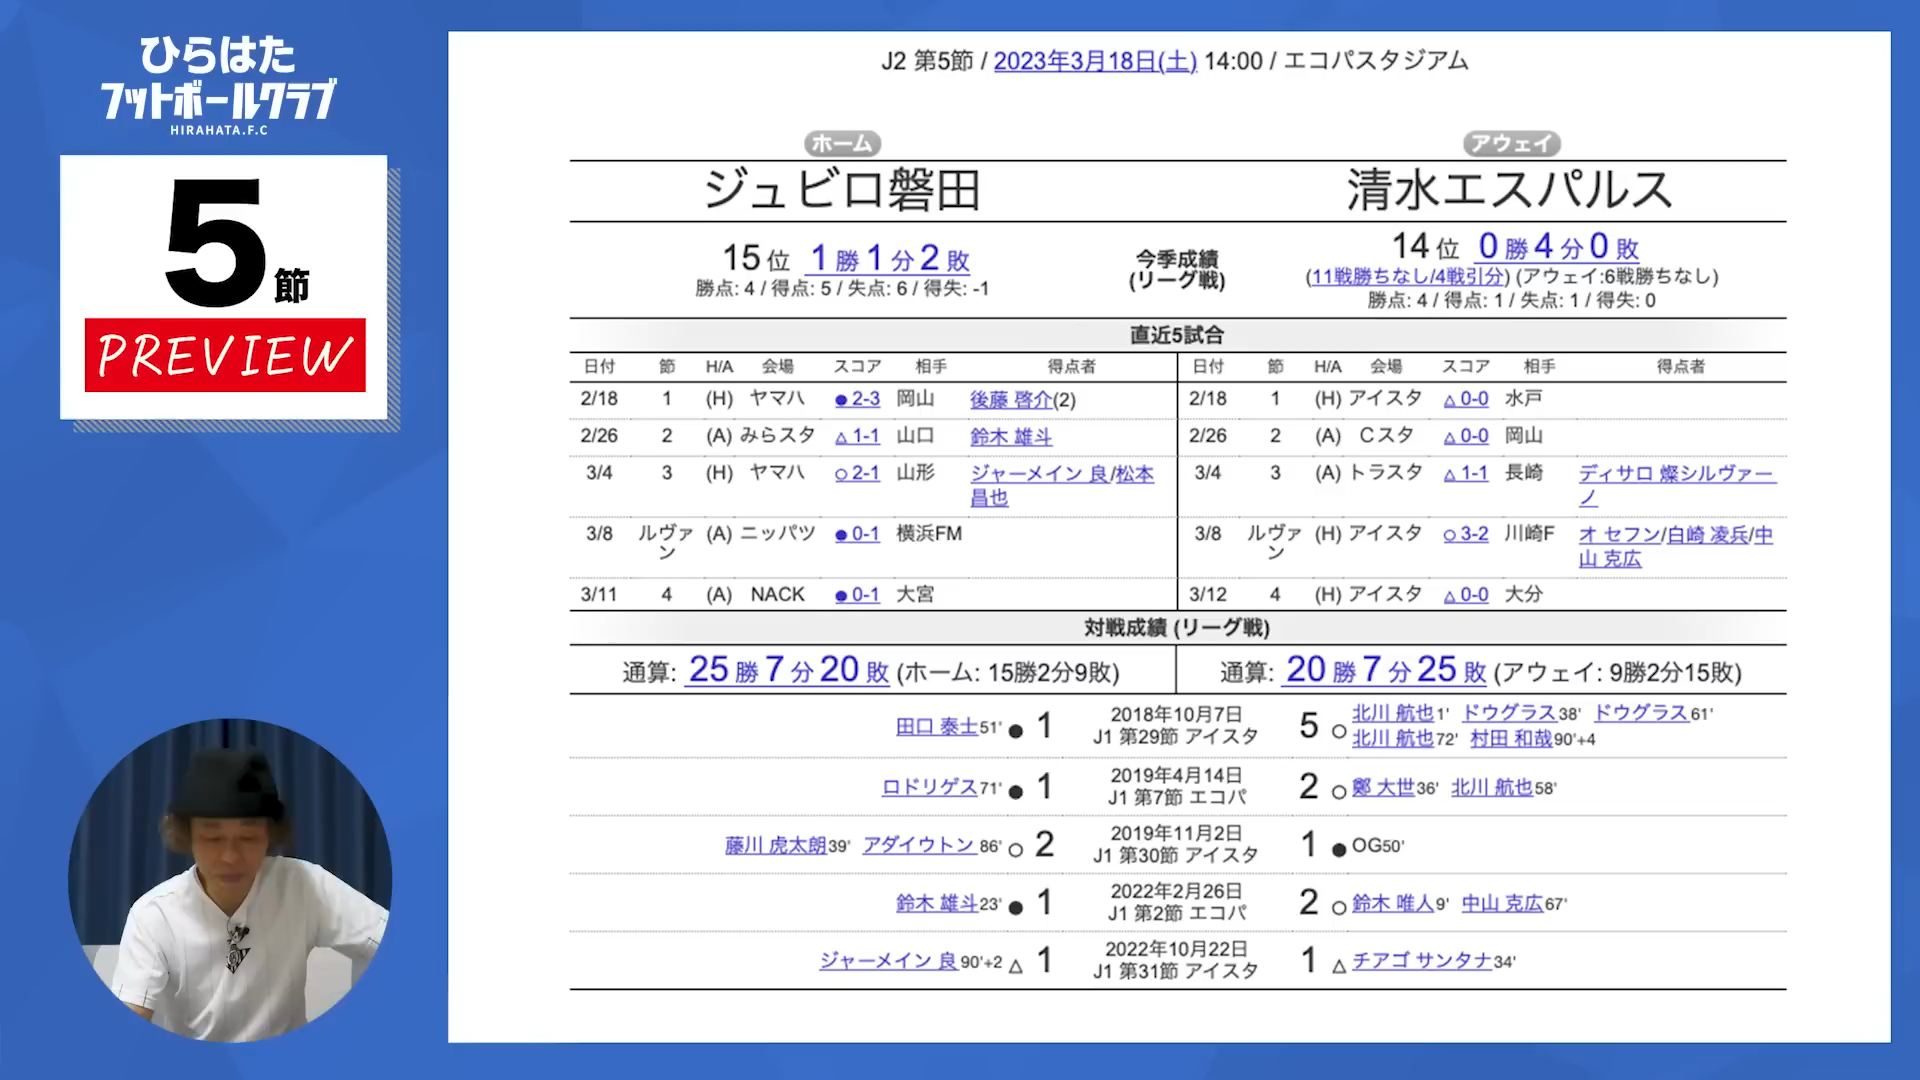 ひらはた
フットボールクラブ
HIRAHATA.F.C
5節
PREVIEW
J2 第5節 / 2023年3月18日(土) 14:00 / エコパスタジアム
ホーム アウェイ
ジュビロ磐田 清水エスパルス
15位 1勝1分2敗
勝点: 4 / 得点: 5 / 失点: 6 / 得失: -1
今季成績
(リーグ戦)
14位 0勝4分0敗
(11戦勝ちなし/4戦引分) (アウェイ:6戦勝ちなし)
勝点: 4 / 得点: 1 / 失点: 1 / 得失: 0
直近5試合
日付 節 H/A 会場 スコア 相手 得点者 日付 節 H/A 会場 スコア 相手 得点者
2/18 1 (H) ヤマハ ●2-3 岡山 後藤 啓介(2) 2/18 1 (H) アイスタ △0-0 水戸
2/26 2 (A) みらスタ △1-1 山口 鈴木 雄斗 2/26 2 (A) Cスタ △0-0 岡山
3/4 3 (H) ヤマハ ○2-1 山形 ジャーメイン 良/松本 3/4 3 (A) トラスタ △1-1 長崎 ディサロ 燦シルヴァー
昌也 ノ
3/8 ルヴァ (A) ニッパツ ●0-1 横浜FM 3/8 ルヴァ (H) アイスタ ○3-2 川崎F オ セフン/白崎 凌兵/中
ン ン 山 克広
3/11 4 (A) NACK ●0-1 大宮 3/12 4 (H) アイスタ △0-0 大分
対戦成績 (リーグ戦)
通算: 25勝7分20敗 (ホーム: 15勝2分9敗) 通算: 20勝7分25敗 (アウェイ: 9勝2分15敗)
田口 泰士51' ● 1 2018年10月7日 5 ○ 北川 航也1' ドウグラス38' ドウグラス61'
J1 第29節 アイスタ 北川 航也72' 村田 和哉90'+4
ロドリゲス71' ● 1 2019年4月14日 2 ○ 鄭 大世36' 北川 航也58'
J1 第7節 エコパ
藤川 虎太朗39' アダイウトン86' ○ 2 2019年11月2日 1 ● OG50'
J1 第30節 アイスタ
鈴木 雄斗23' ● 1 2022年2月26日 2 ○ 鈴木 唯人9' 中山 克広67'
J1 第2節 エコパ
ジャーメイン 良90'+2 △ 1 2022年10月22日 1 △ チアゴ サンタナ34'
J1 第31節 アイスタ